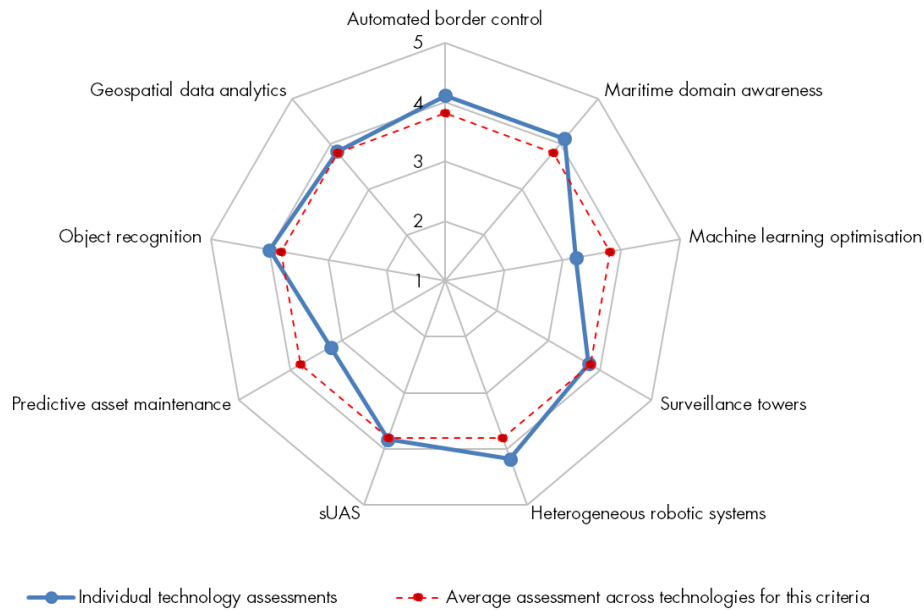 Automated border control
5
Geospatial data analytics
Maritime domain awareness
4
3
Object recognition
Machine learning optimisation
2
1
Predictive asset maintenance
Surveillance towers
sUAS
Heterogeneous robotic systems
Individual technology assessments
Average assessment across technologies for this criteria